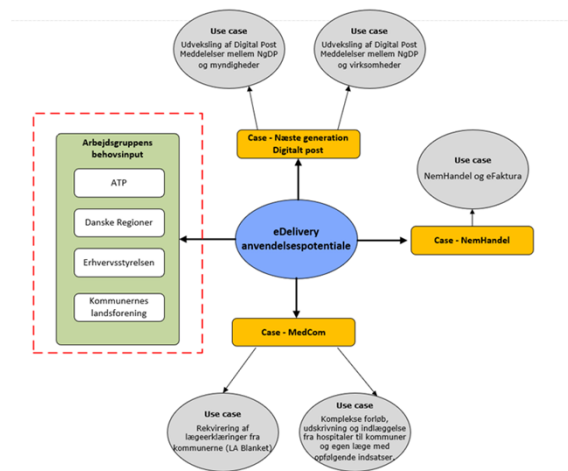 Use case
Udveksling af Digital Post
Meddelelser mellem NgDP
og myndigheder
Use case
Udveksling af Digital Post
Meddelelser mellem NgDP
og virksomheder
Arbejdsgruppens
behovsinput
ATP
Danske Regioner
Erhvervsstyrelsen
Kommunernes
landsforening
Case - Næste generation
Digitalt post
Use case
NemHandel og eFaktura
eDelivery
anvendelsespotentiale
Case - NemHandel
Case - MedCom
Use case
Rekvirering af
lægeerklæringer fra
kommunerne (LA Blanket)
Use case
Komplekse forløb,
udskrivning og indlæggelse
fra hospitaler til kommuner
og egen læge med
opfølgende indsatser.